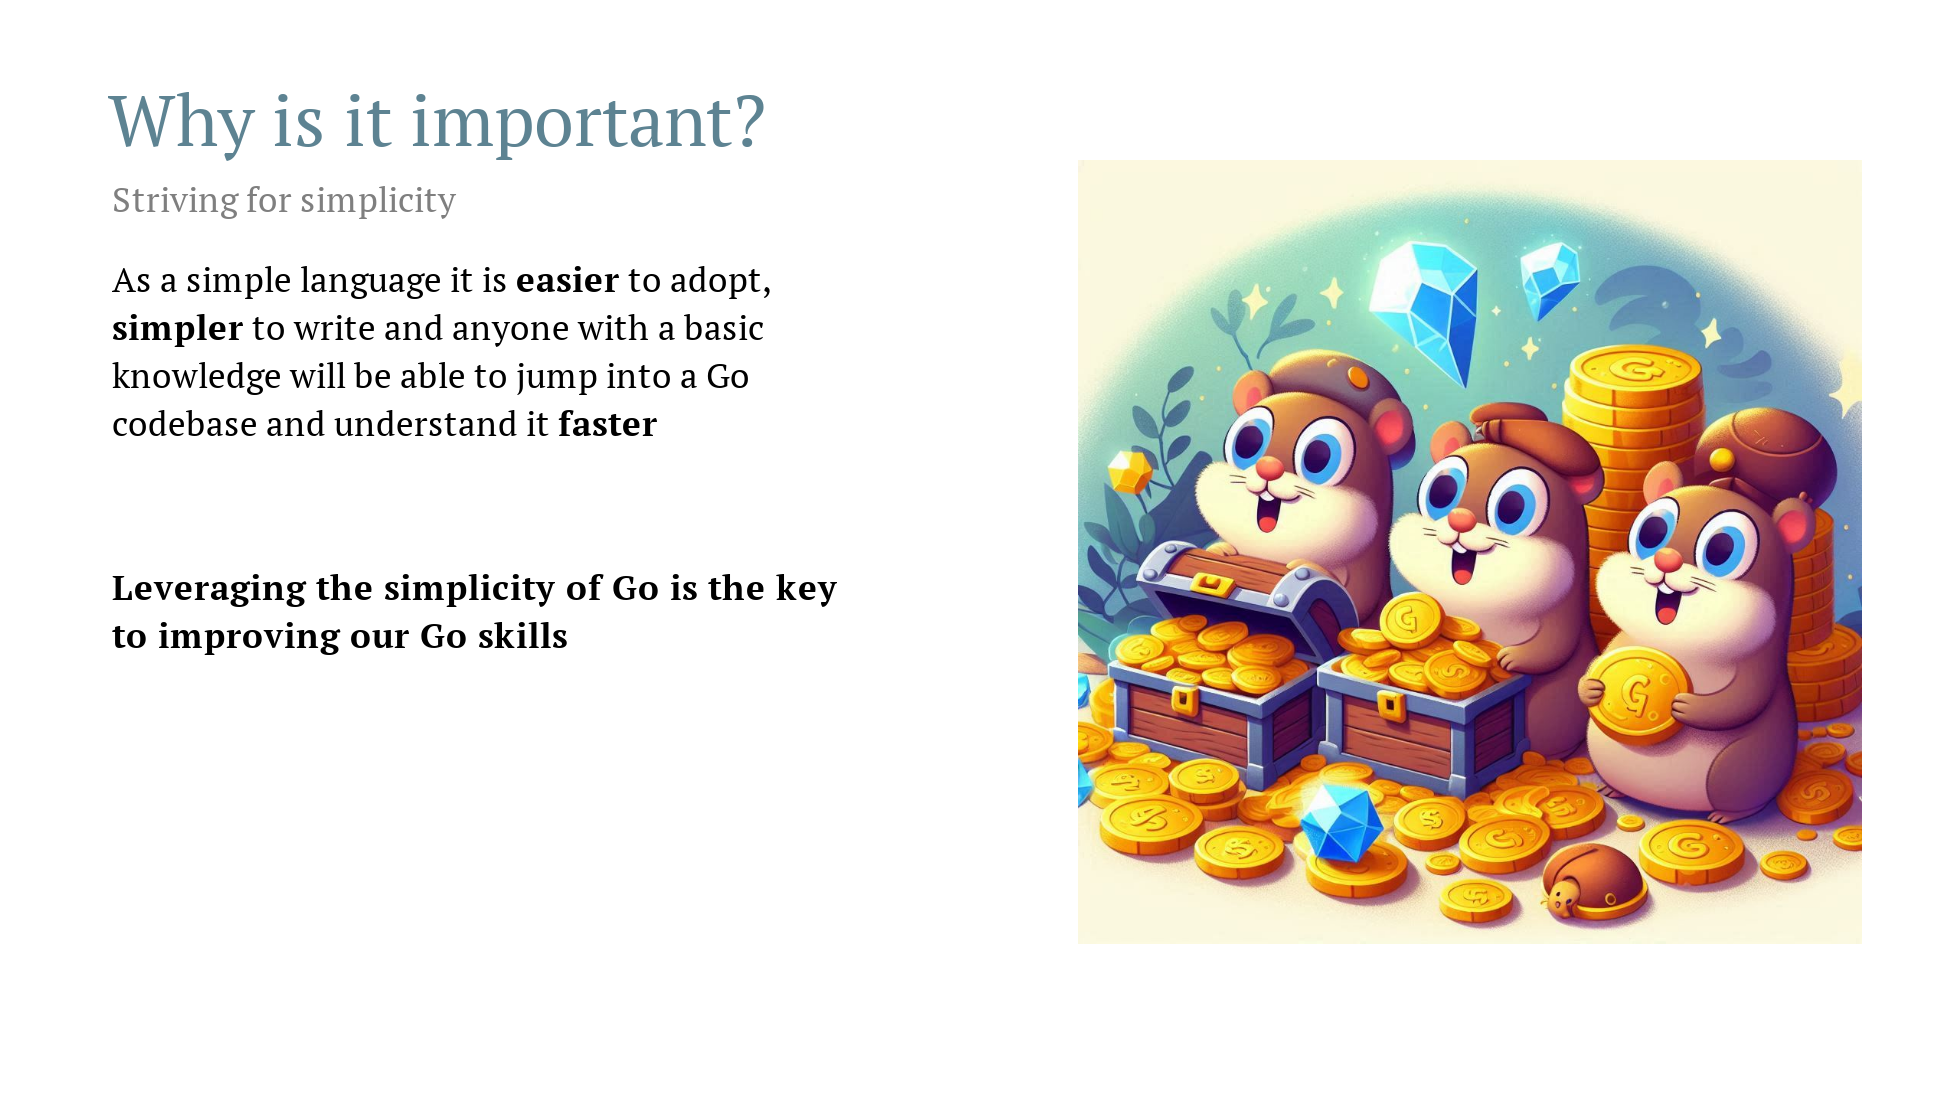 Why is it important?
Striving for simplicity
As a simple language it is easier to adopt,
simpler to write and anyone with a basic
knowledge will be able to jump into a Go
codebase and understand it faster
Leveraging the simplicity of Go is the key
to improving our Go skills
G
G
G
G